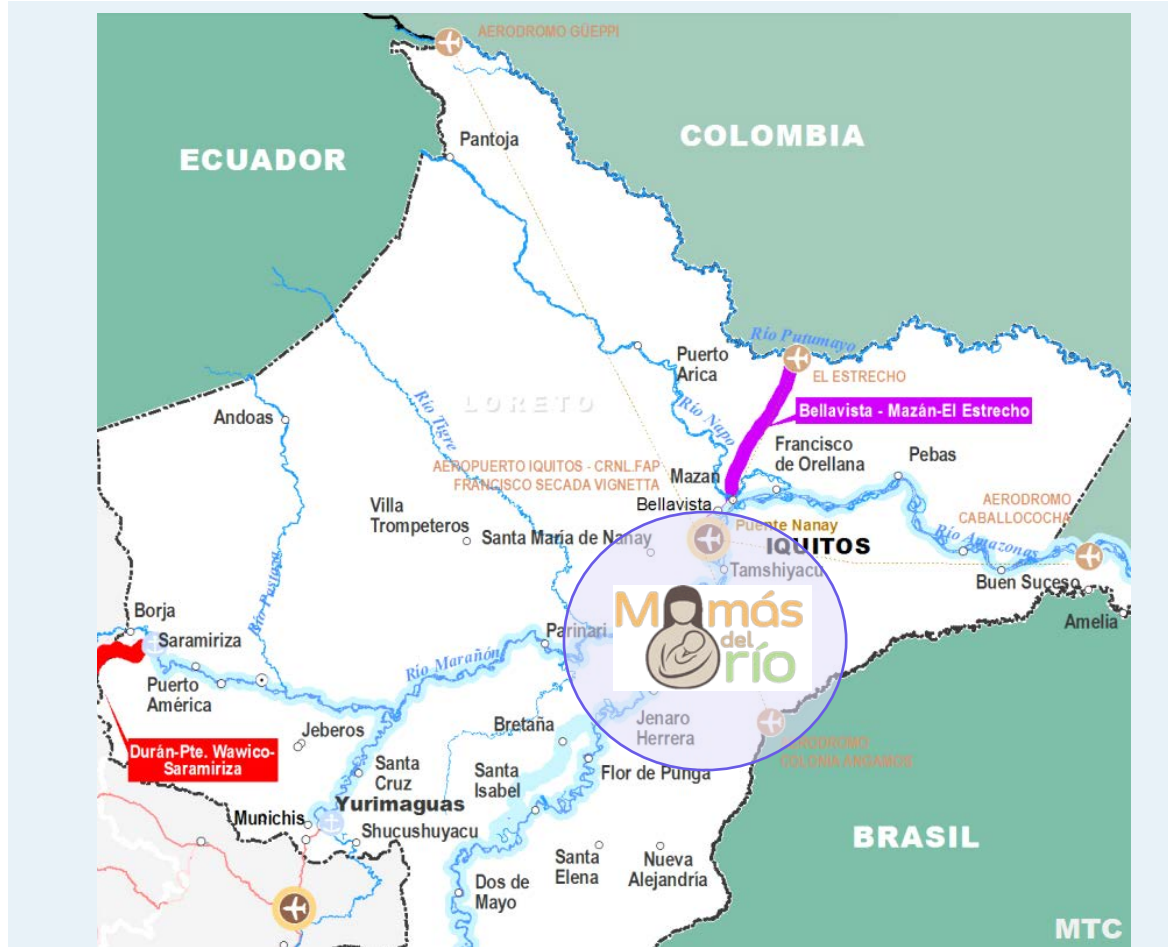 AERODROMO GÜEPPI
COLOMBIA
Pantoja
ECUADOR
Río Putumayo
Puerto
Arica
EL ESTRECHO
LORETO
Río Tigre
Río Napo
Bellavista - Mazán-El Estrecho
Andoas
Francisco
de Orellana
Pebas
AEROPUERTO IQUITOS - CRNL.FAP
FRANCISCO SECADA VIGNETTA
Mazan
Bellavista
AERODROMO
CABALLOCOCHA
Villa
Trompeteros
Santa María de Nanay
Puente Nanay
IQUITOS
Río Amazonas
Tamshiyacu
Buen Suceso
Río Pastaza
Amelia
Borja
Saramiriza
Parinari
Mamás
del
río
Río Marañón
Puerto
América
Jenaro
Herrera
Bretaña
Jeberos
AERODROMO
COLONIA ANGAMOS
Durán-Pte. Wawico-
Saramiriza
Santa
Cruz
Santa
Isabel
Flor de Punga
Yurimaguas
Munichis
Shucushuyacu
BRASIL
Santa
Elena
Nueva
Alejandría
Dos de
Mayo
MTC